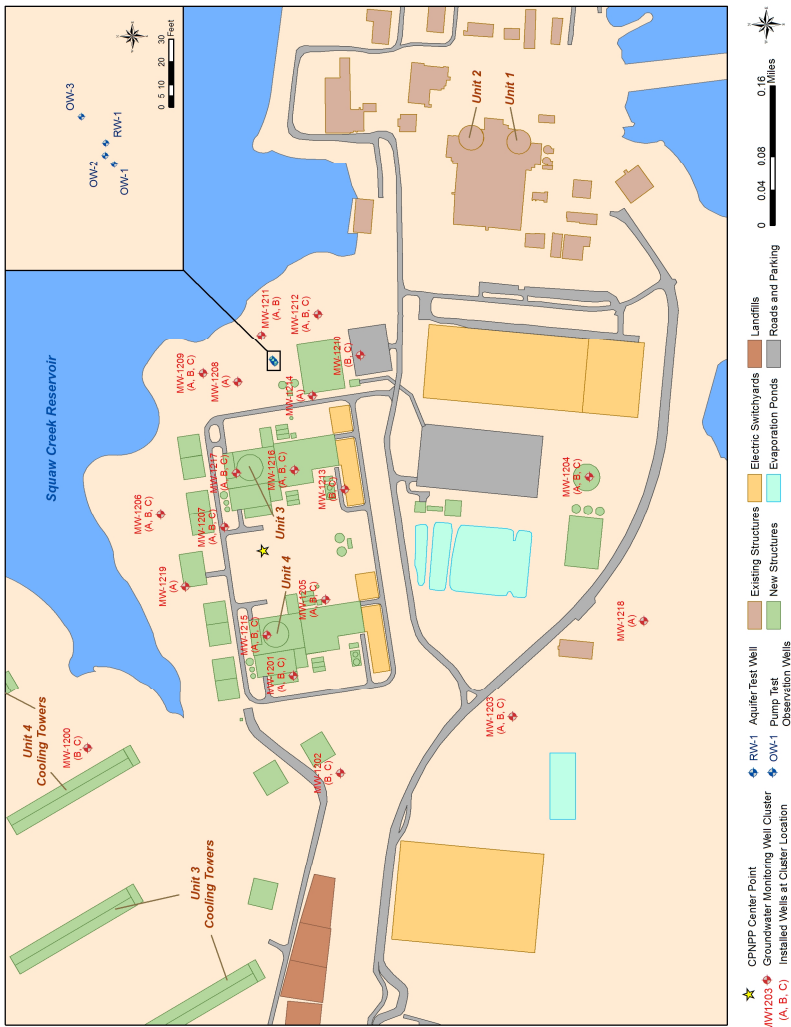 Unit 4
Cooling Towers
Unit 3
Cooling Towers
Squaw Creek Reservoir
MW-1200
(B, C)
MW-1219
(A)
MW-1206
(A, B, C)
MW-1207
(A, B, C)
MW-1209
(A, B, C)
MW-1208
(A)
MW-1211
(A, B)
MW-1212
(A, B, C)
MW-1214
(A)
MW-1210
(B, C)
MW-1217
(A, B, C)
MW-1216
(A, B, C)
MW-1213
(B, C)
Unit 3
Unit 4
MW-1215
(A, B, C)
MW-1205
(A, B, C)
MW-1201
(A, B, C)
MW-1202
(B, C)
MW-1203
(A, B, C)
MW-1218
(A)
MW-1204
(A, B, C)
Unit 2
Unit 1
OW-3
RW-1
OW-2
OW-1
0 5 10 20 30
Feet
CPNPP Center Point
MW1203 Groundwater Monitoring Well Cluster
(A, B, C) Installed Wells at Cluster Location
RW-1 Aquifer Test Well
OW-1 Pump Test
Observation Wells
Existing Structures
New Structures
Electric Switchyards
Evaporation Ponds
Landfills
Roads and Parking
0 0.04 0.08 0.16
Miles